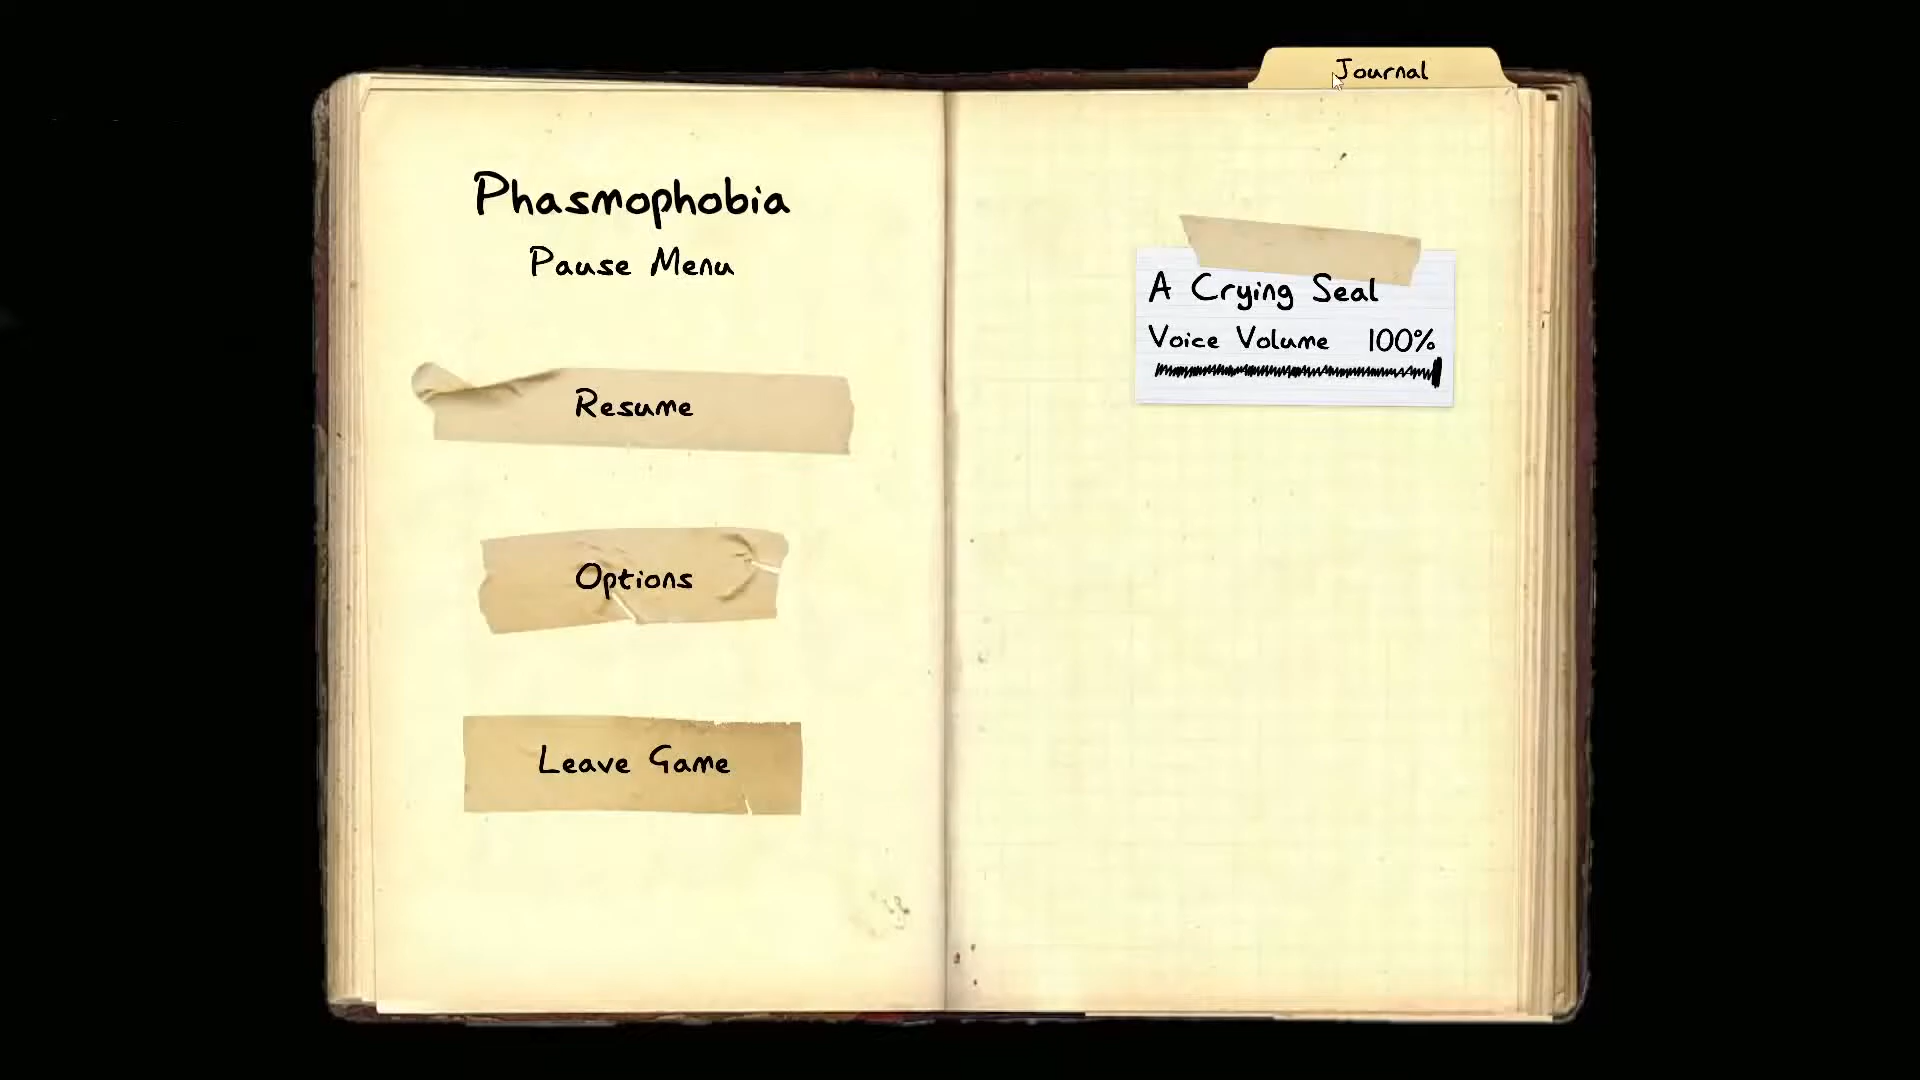 Journal
Phasmophobia
Pause Menu
Resume
Options
Leave Game
A Crying Seal
Voice Volume 100%